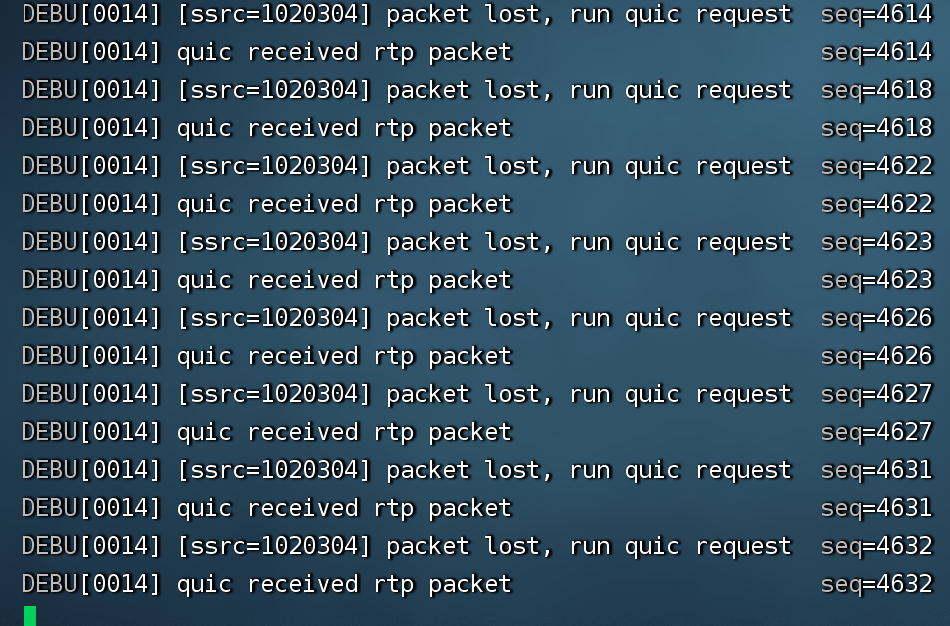 DEBU[0014] [ssrc=1020304] packet lost, run quic request seq=4614
DEBU[0014] quic received rtp packet seq=4614
DEBU[0014] [ssrc=1020304] packet lost, run quic request seq=4618
DEBU[0014] quic received rtp packet seq=4618
DEBU[0014] [ssrc=1020304] packet lost, run quic request seq=4622
DEBU[0014] quic received rtp packet seq=4622
DEBU[0014] [ssrc=1020304] packet lost, run quic request seq=4623
DEBU[0014] quic received rtp packet seq=4623
DEBU[0014] [ssrc=1020304] packet lost, run quic request seq=4626
DEBU[0014] quic received rtp packet seq=4626
DEBU[0014] [ssrc=1020304] packet lost, run quic request seq=4627
DEBU[0014] quic received rtp packet seq=4627
DEBU[0014] [ssrc=1020304] packet lost, run quic request seq=4631
DEBU[0014] quic received rtp packet seq=4631
DEBU[0014] [ssrc=1020304] packet lost, run quic request seq=4632
DEBU[0014] quic received rtp packet seq=4632